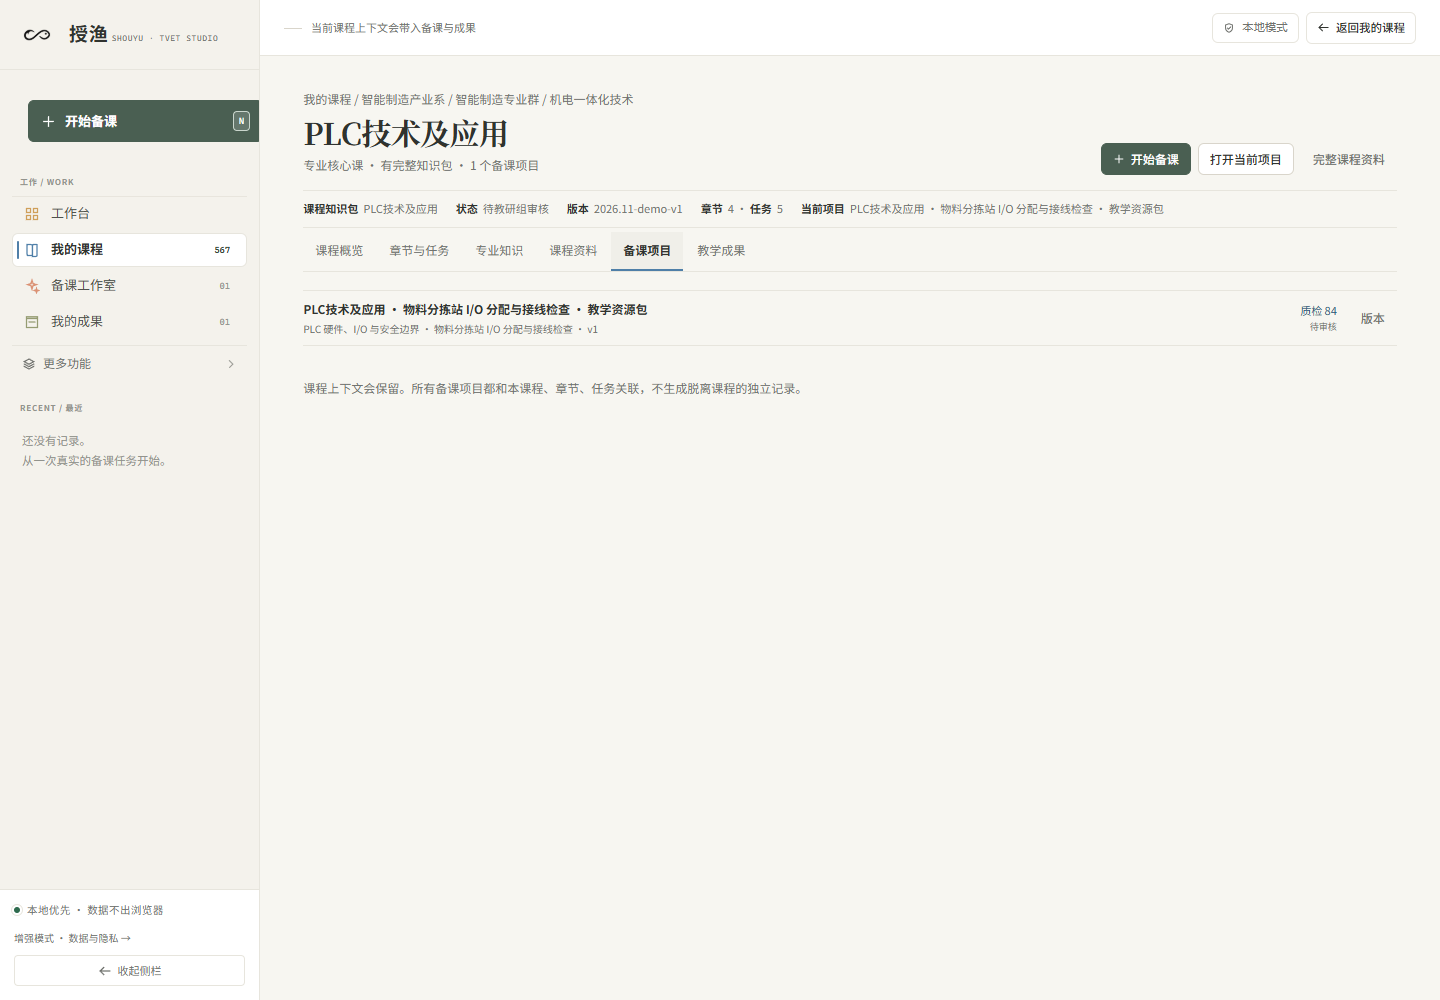 授渔 SHOUYU · TVET STUDIO
开始备课 N
工作 / WORK
工作台
我的课程 567
备课工作室 01
我的成果 01
更多功能
RECENT / 最近
还没有记录。
从一次真实的备课任务开始。
本地优先 · 数据不出浏览器
增强模式 · 数据与隐私 →
收起侧栏
当前课程上下文会带入备课与成果
本地模式
返回我的课程
我的课程 / 智能制造产业系 / 智能制造专业群 / 机电一体化技术
PLC技术及应用
专业核心课 · 有完整知识包 · 1 个备课项目
开始备课 打开当前项目 完整课程资料
课程知识包 PLC技术及应用 状态 待教研组审核 版本 2026.11-demo-v1 章节 4 · 任务 5 当前项目 PLC技术及应用 · 物料分拣站 I/O 分配与接线检查 · 教学资源包
课程概览 章节与任务 专业知识 课程资料 备课项目 教学成果
PLC技术及应用 · 物料分拣站 I/O 分配与接线检查 · 教学资源包
PLC 硬件、I/O 与安全边界 · 物料分拣站 I/O 分配与接线检查 · v1
质检 84
待审核
版本
课程上下文会保留。所有备课项目都和本课程、章节、任务关联，不生成脱离课程的独立记录。